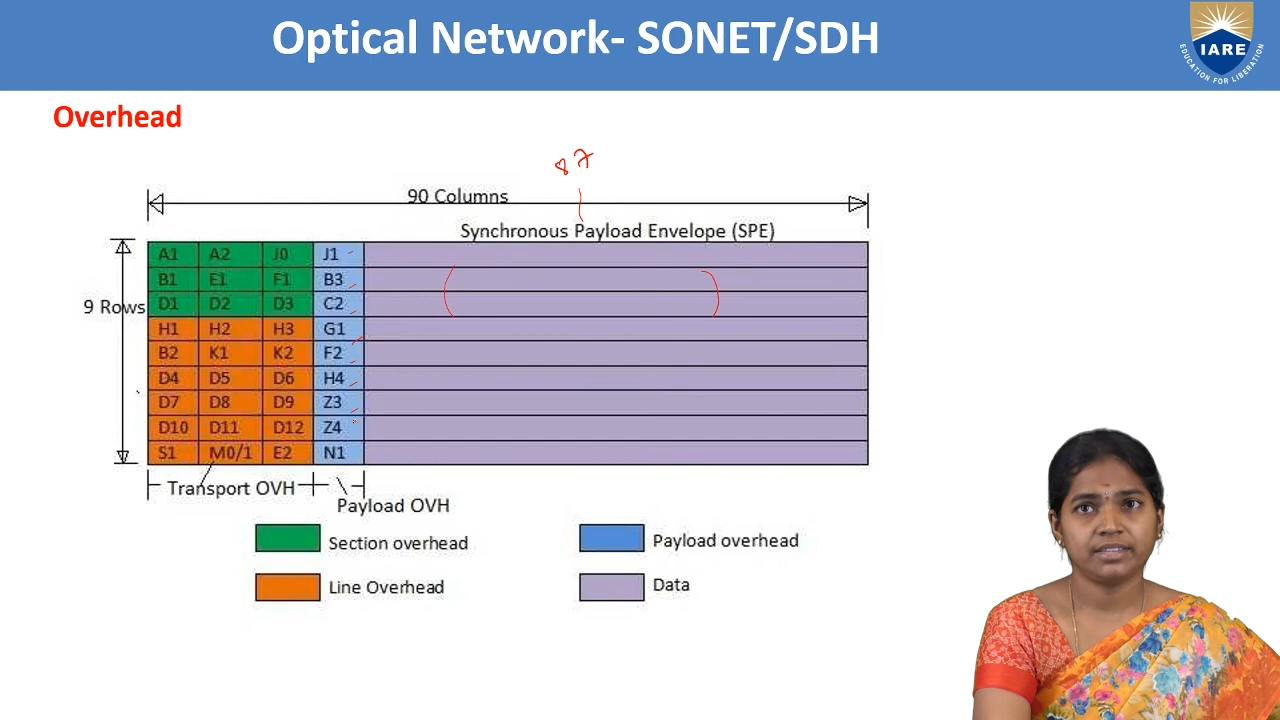 Optical Network- SONET/SDH
IARE
EDUCATION FOR LIBERATION
Overhead
87
90 Columns
Synchronous Payload Envelope (SPE)
9 Rows
A1 A2 J0 J1
B1 E1 F1 B3
D1 D2 D3 C2
H1 H2 H3 G1
B2 K1 K2 F2
D4 D5 D6 H4
D7 D8 D9 Z3
D10 D11 D12 Z4
S1 M0/1 E2 N1
Transport OVH
Payload OVH
Section overhead
Payload overhead
Line Overhead
Data